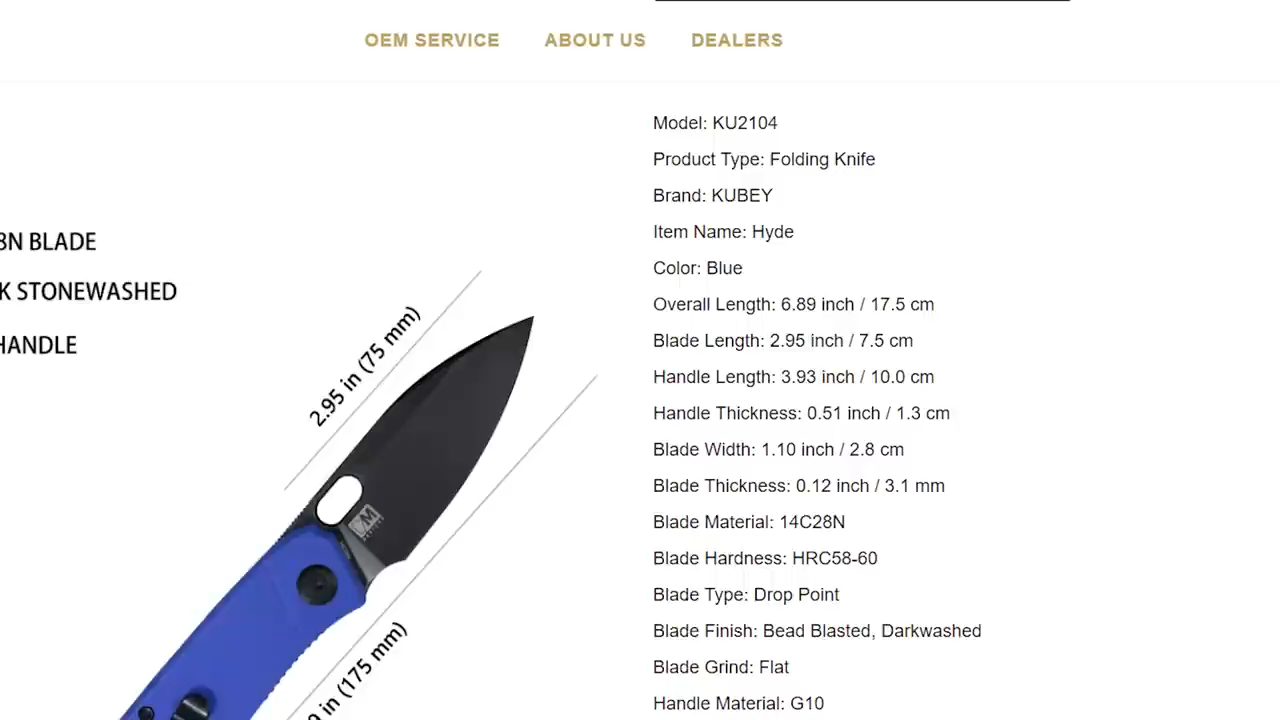 OEM SERVICE ABOUT US DEALERS
Model: KU2104
Product Type: Folding Knife
Brand: KUBEY
Item Name: Hyde
Color: Blue
Overall Length: 6.89 inch / 17.5 cm
Blade Length: 2.95 inch / 7.5 cm
Handle Length: 3.93 inch / 10.0 cm
Handle Thickness: 0.51 inch / 1.3 cm
Blade Width: 1.10 inch / 2.8 cm
Blade Thickness: 0.12 inch / 3.1 mm
Blade Material: 14C28N
Blade Hardness: HRC58-60
Blade Type: Drop Point
Blade Finish: Bead Blasted, Darkwashed
Blade Grind: Flat
Handle Material: G10
8N BLADE
K STONEWASHED
HANDLE
2.95 in (75 mm)
9 in (175 mm)